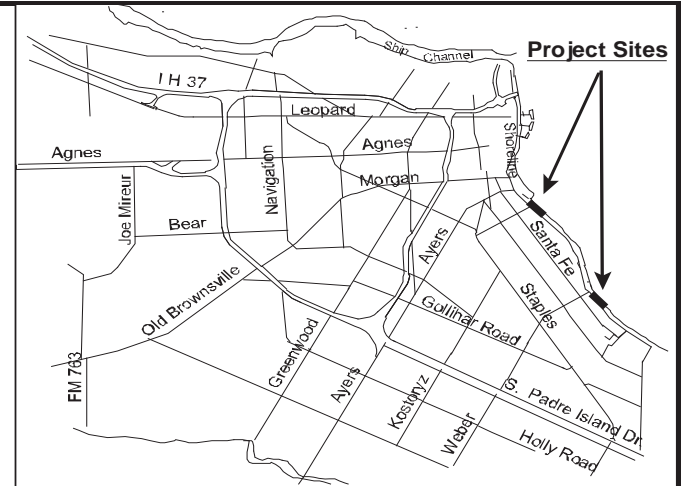 Ship Channel
Project Sites
I H 37
Leopard
Shoreline
Agnes
Agnes
Navigation
Morgan
Joe Mireur
Bear
Ayers
Santa Fe
Old Brownsville
Staples
Gollihar Road
FM 763
Greenwood
Ayers
Kostoryz
Weber
S. Padre Island Dr.
Holly Road